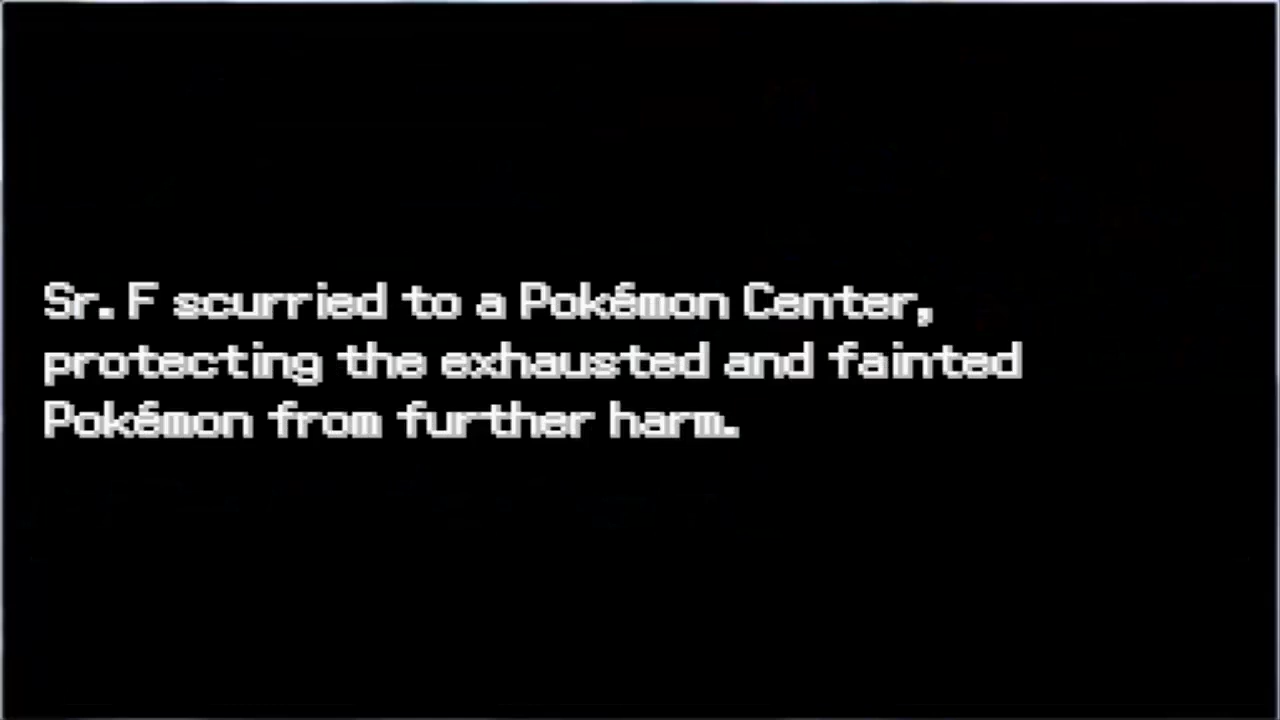 Sr. F scurried to a Pokémon Center,
protecting the exhausted and fainted
Pokémon from further harm.